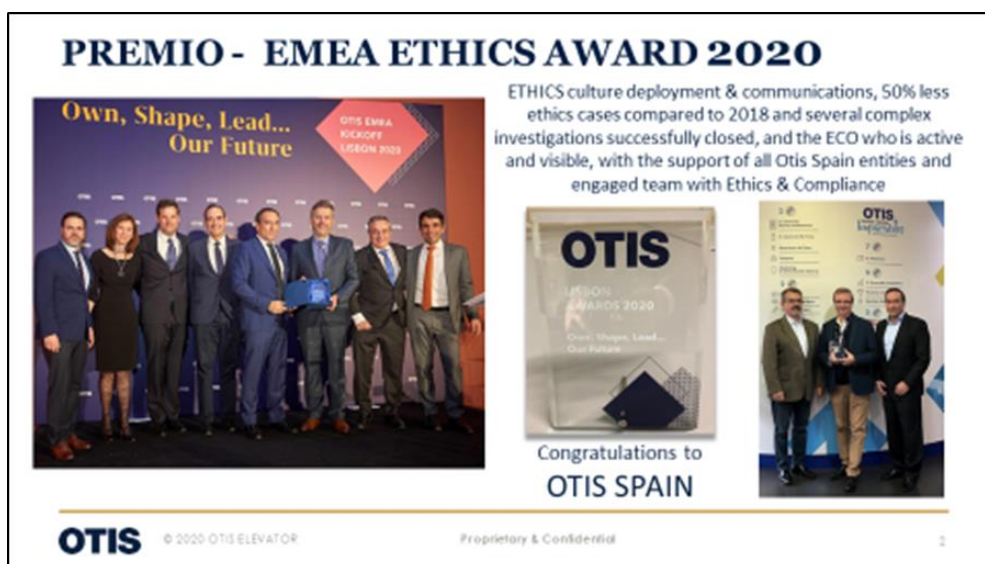 PREMIO - EMEA ETHICS AWARD 2020
Own, Shape, Lead...
Our Future
OTIS EMEA
KICKOFF
LISBON 2020
ETHICS culture deployment & communications, 50% less
ethics cases compared to 2018 and several complex
investigations successfully closed, and the ECO who is active
and visible, with the support of all Otis Spain entities and
engaged team with Ethics & Compliance
OTIS
LISBON
AWARDS 2020
Own, Shape, Lead...
Our Future
OTIS
Congratulations to
OTIS SPAIN
OTIS
© 2020 OTIS ELEVATOR
Proprietary & Confidential
2